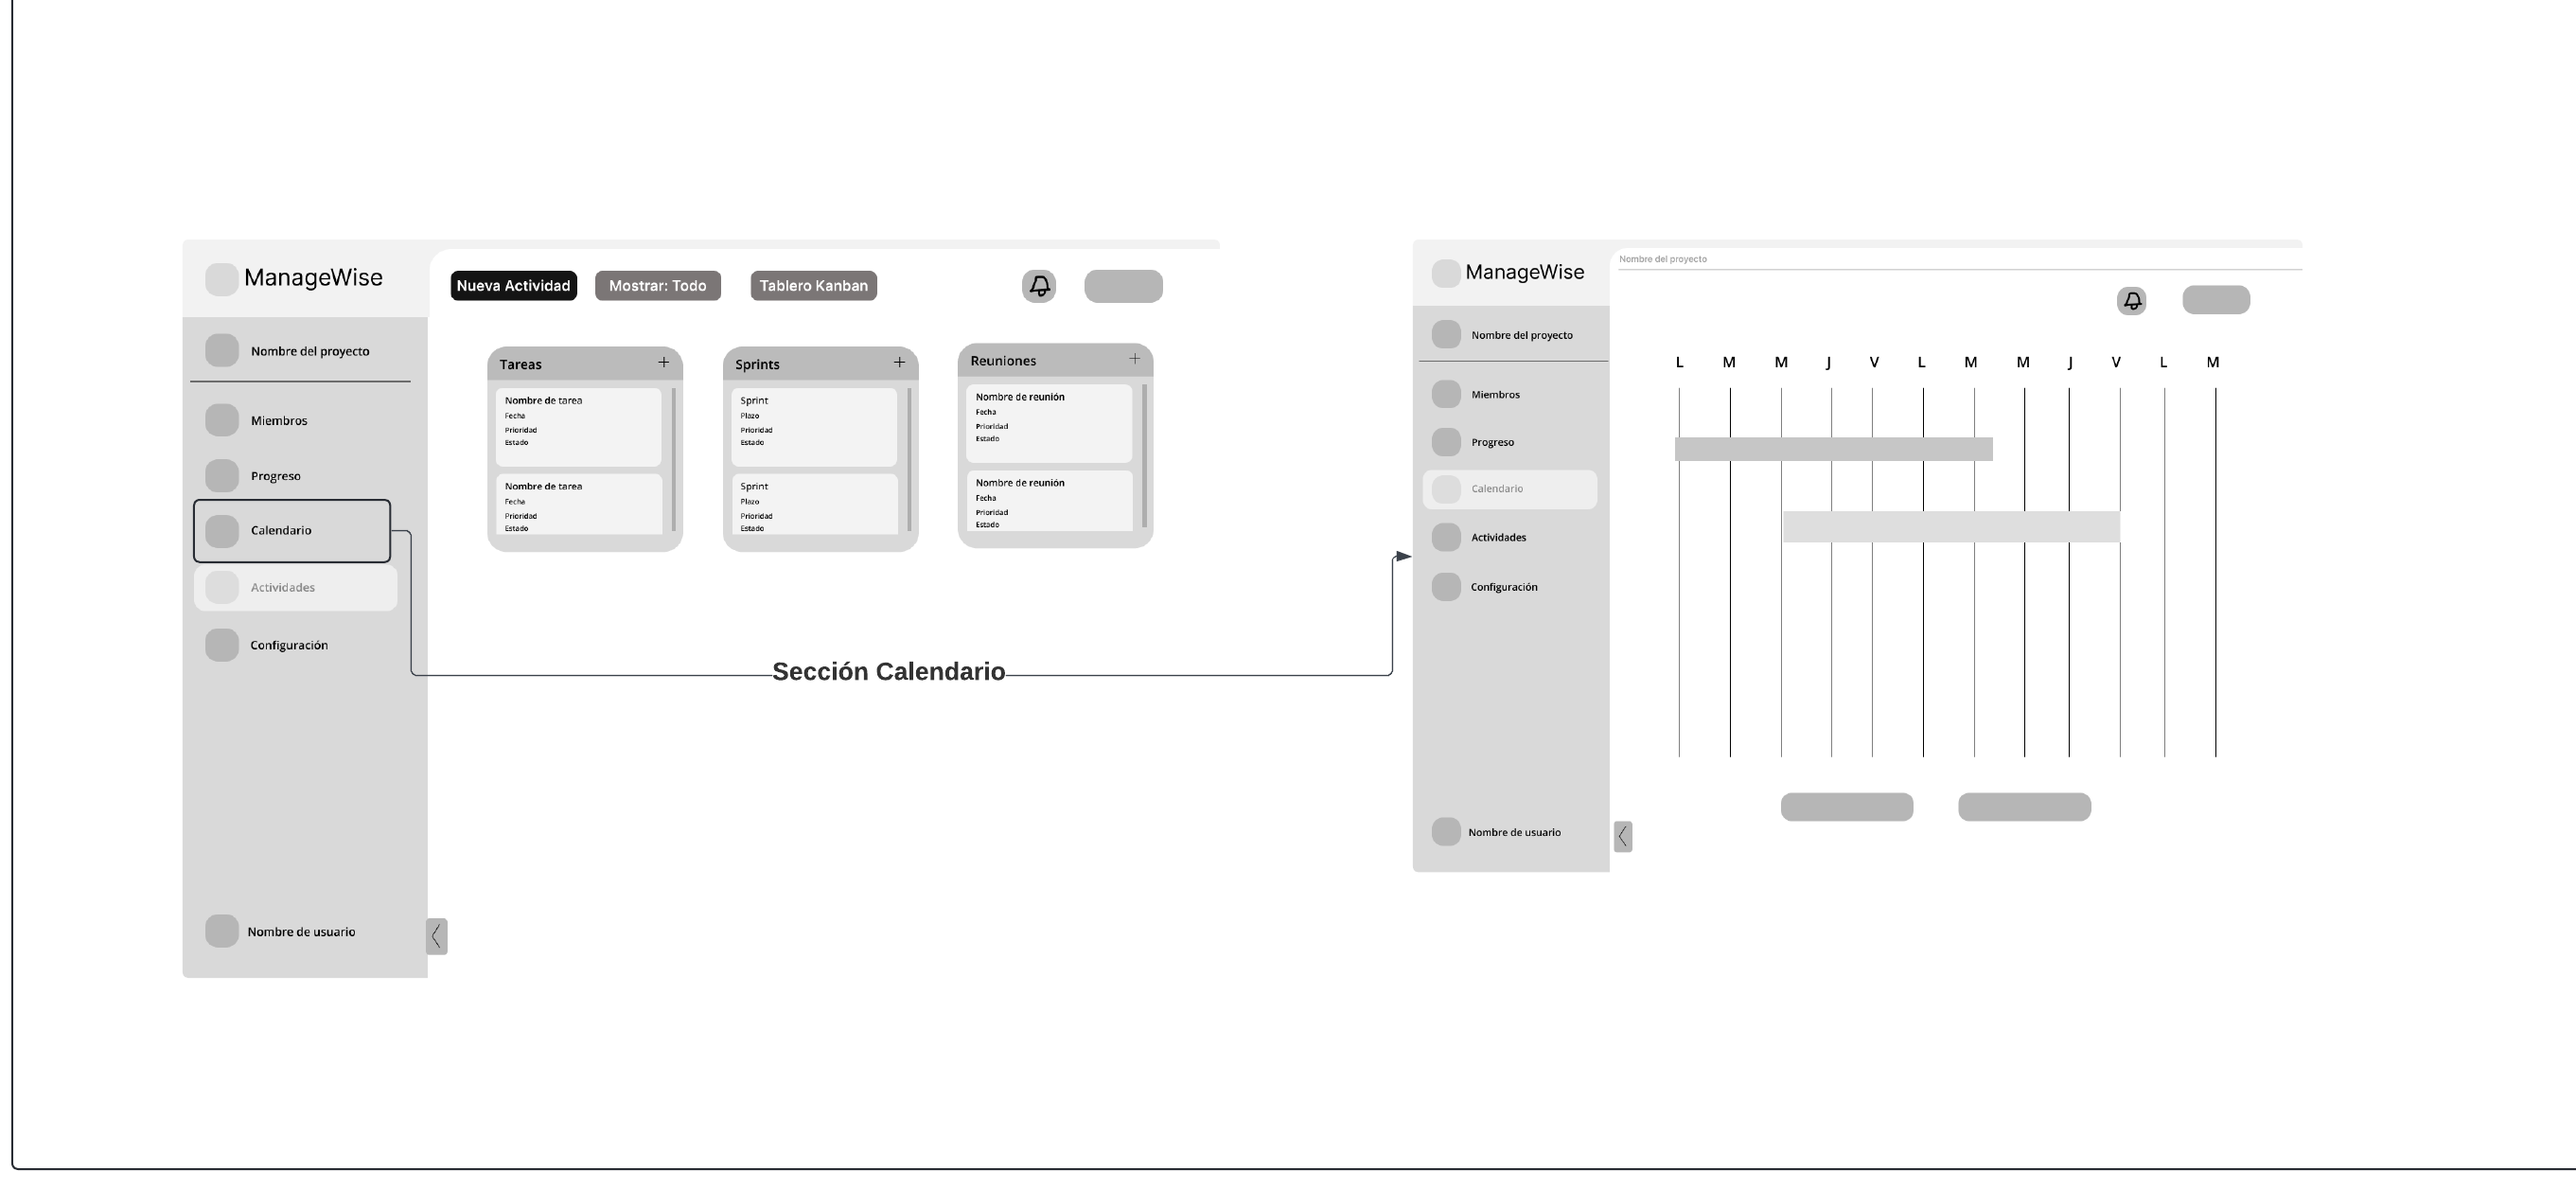 ManageWise
Nombre del proyecto
Miembros
Progreso
Calendario
Actividades
Configuración
Nombre de usuario
Nueva Actividad
Mostrar: Todo
Tablero Kanban
Tareas +
Nombre de tarea
Fecha
Prioridad
Estado
Nombre de tarea
Fecha
Prioridad
Estado
Sprints +
Sprint
Plazo
Prioridad
Estado
Sprint
Plazo
Prioridad
Estado
Reuniones +
Nombre de reunión
Fecha
Prioridad
Estado
Nombre de reunión
Fecha
Prioridad
Estado
Sección Calendario
ManageWise
Nombre del proyecto
Miembros
Progreso
Calendario
Actividades
Configuración
Nombre de usuario
Nombre del proyecto
L M M J V L M M J V L M